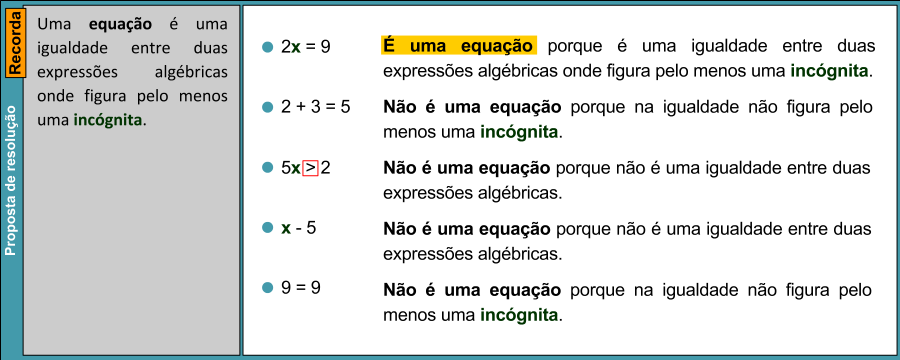 Recorda
Proposta de resolução
Uma equação é uma
igualdade entre duas
expressões algébricas
onde figura pelo menos
uma incógnita.
2x = 9
É uma equação porque é uma igualdade entre duas
expressões algébricas onde figura pelo menos uma incógnita.
2 + 3 = 5
Não é uma equação porque na igualdade não figura pelo
menos uma incógnita.
5x > 2
Não é uma equação porque não é uma igualdade entre duas
expressões algébricas.
x - 5
Não é uma equação porque não é uma igualdade entre duas
expressões algébricas.
9 = 9
Não é uma equação porque na igualdade não figura pelo
menos uma incógnita.